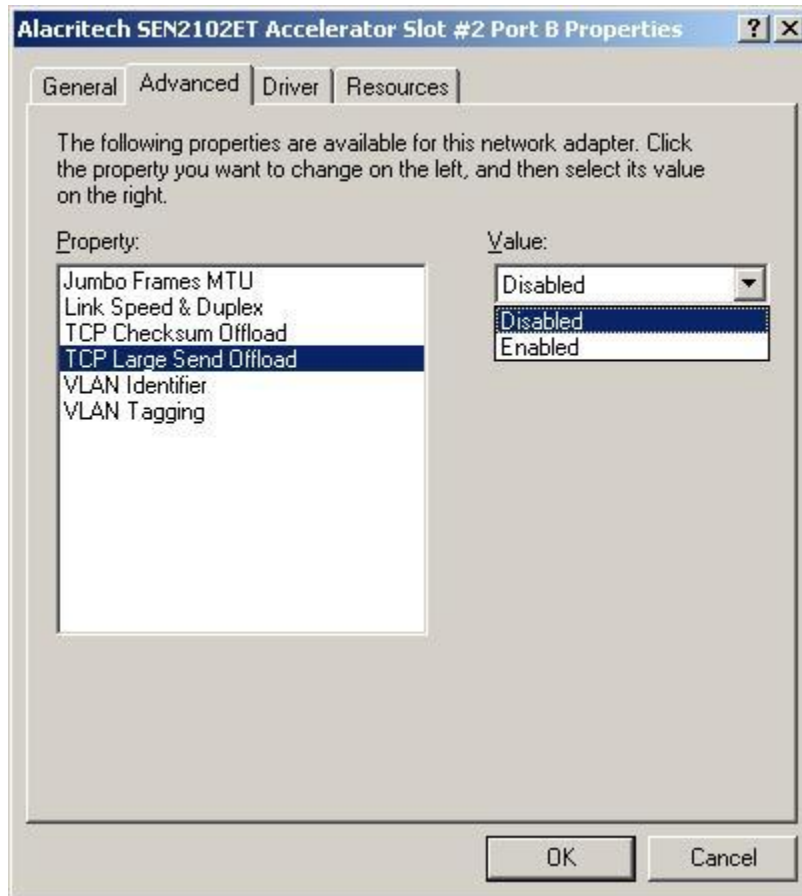 Alacritech SEN2102ET Accelerator Slot #2 Port B Properties
General Advanced Driver Resources
The following properties are available for this network adapter. Click
the property you want to change on the left, and then select its value
on the right.
Property:
Jumbo Frames MTU
Link Speed & Duplex
TCP Checksum Offload
TCP Large Send Offload
VLAN Identifier
VLAN Tagging
Value:
Disabled
Disabled
Enabled
OK Cancel